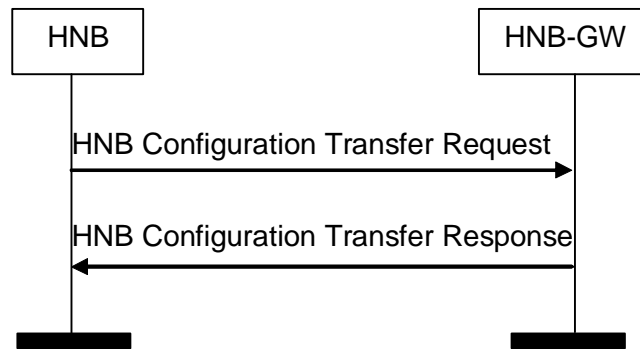 HNB
HNB-GW
HNB Configuration Transfer Request
HNB Configuration Transfer Response